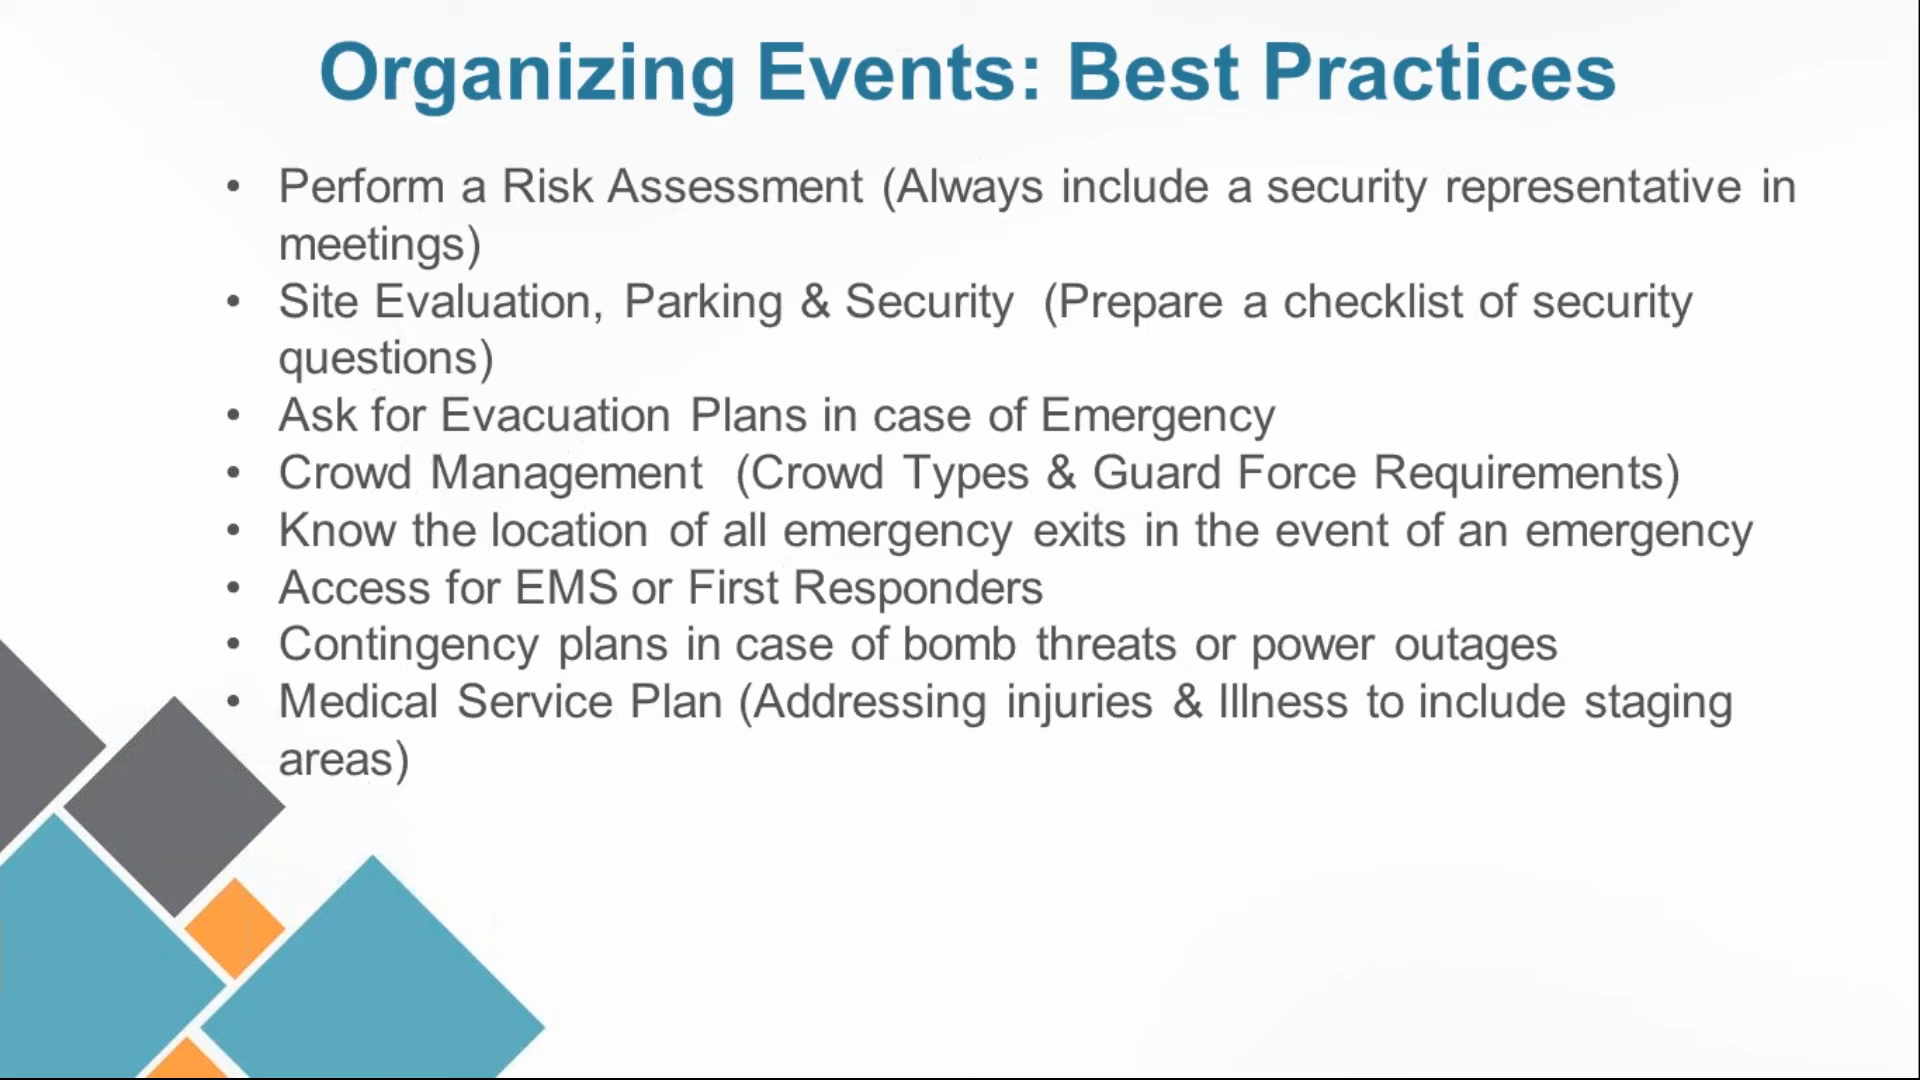 Organizing Events: Best Practices
• Perform a Risk Assessment (Always include a security representative in
meetings)
• Site Evaluation, Parking & Security (Prepare a checklist of security
questions)
• Ask for Evacuation Plans in case of Emergency
• Crowd Management (Crowd Types & Guard Force Requirements)
• Know the location of all emergency exits in the event of an emergency
• Access for EMS or First Responders
• Contingency plans in case of bomb threats or power outages
• Medical Service Plan (Addressing injuries & Illness to include staging
areas)